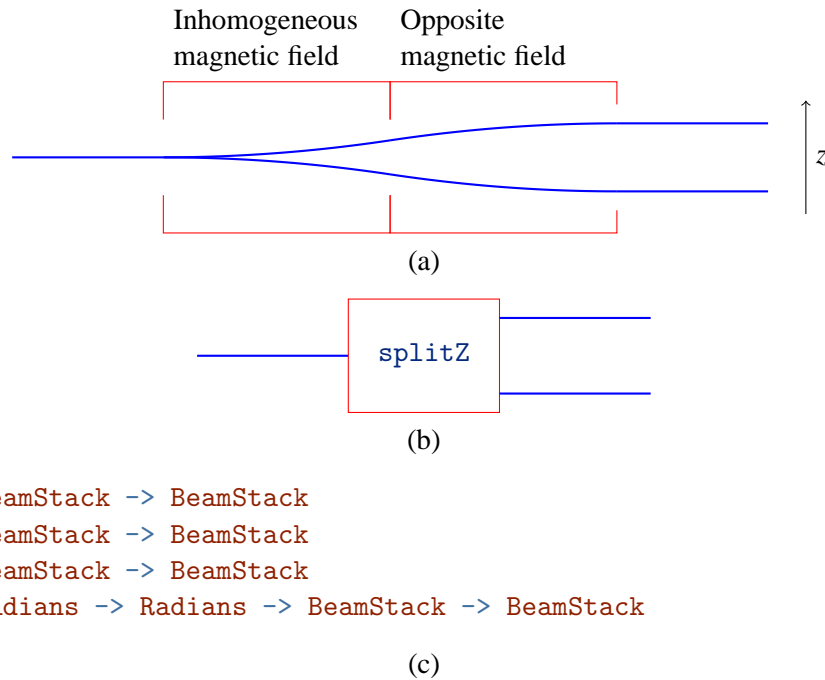 Inhomogeneous
magnetic field
Opposite
magnetic field
z
(a)
splitZ
(b)
eamStack -> BeamStack
eamStack -> BeamStack
eamStack -> BeamStack
adians -> Radians -> BeamStack -> BeamStack
(c)